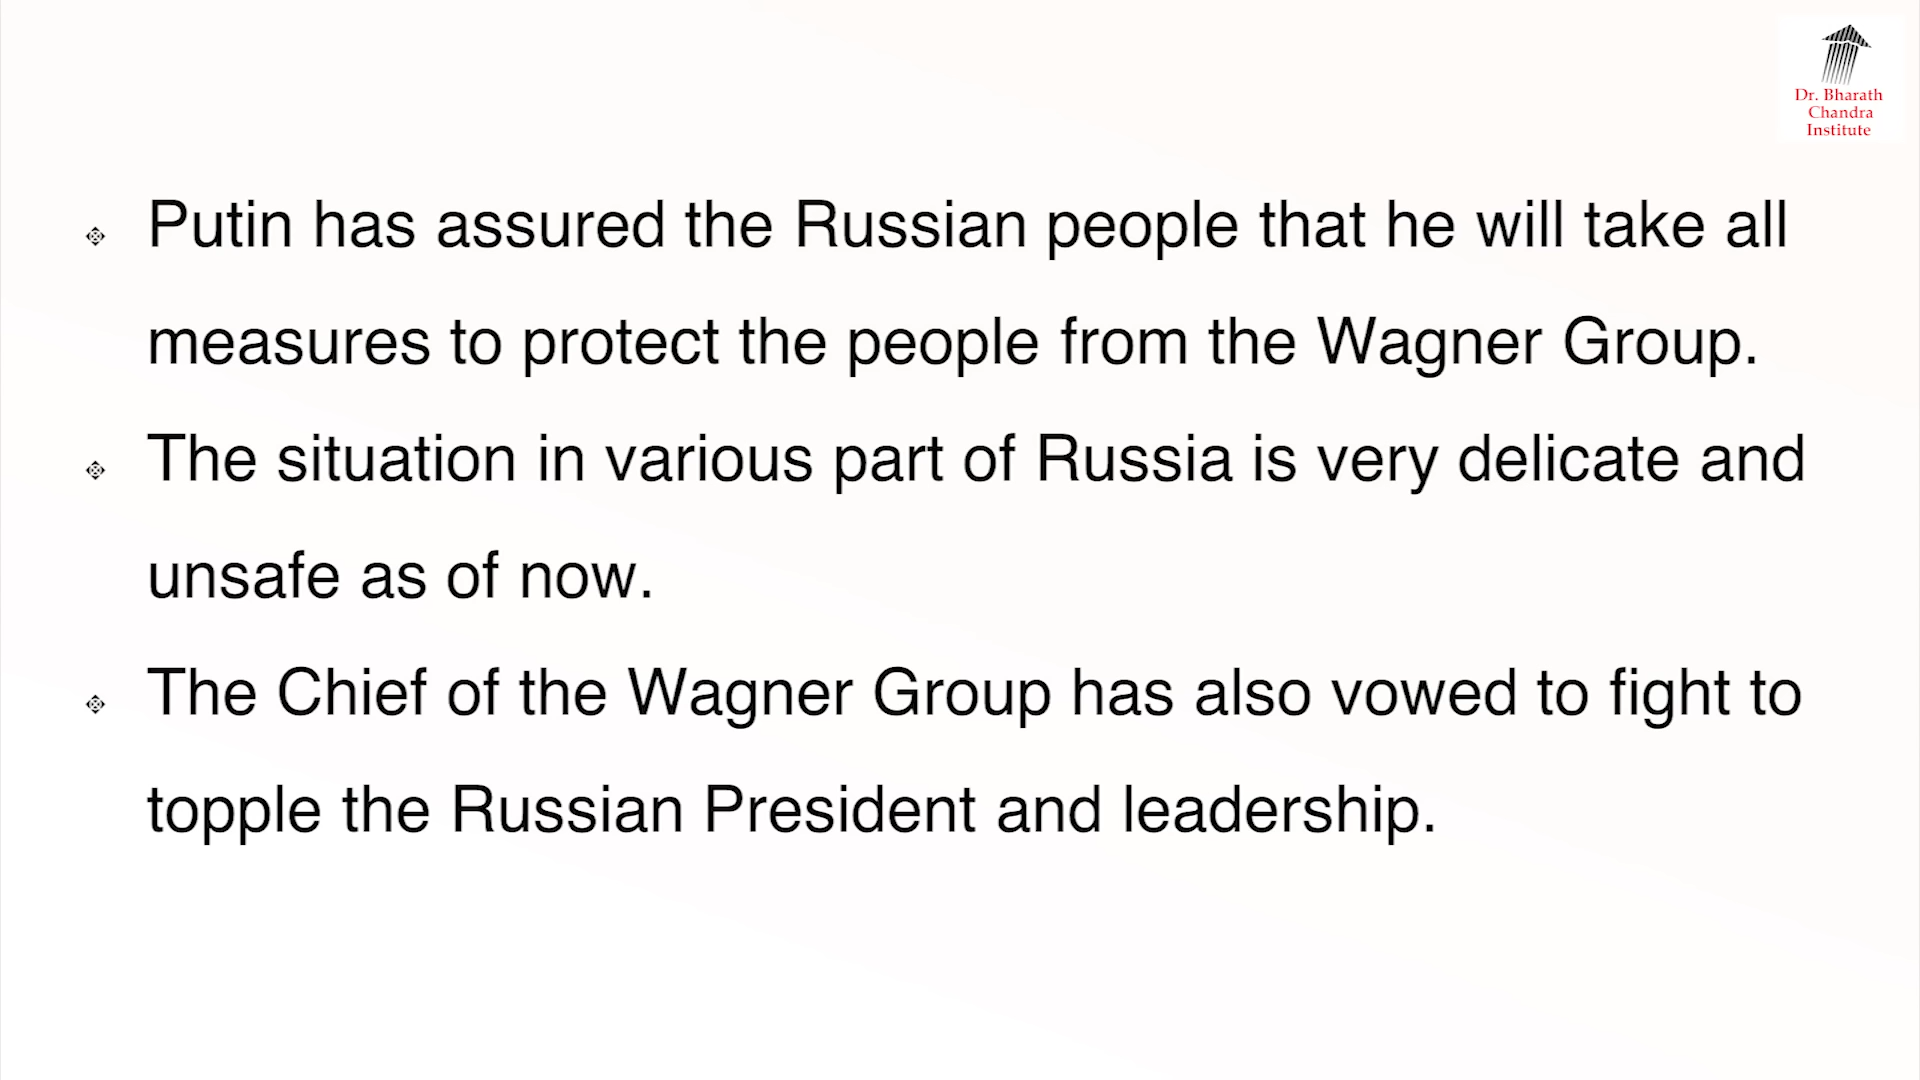 Dr. Bharath
Chandra
Institute
Putin has assured the Russian people that he will take all
measures to protect the people from the Wagner Group.
The situation in various part of Russia is very delicate and
unsafe as of now.
The Chief of the Wagner Group has also vowed to fight to
topple the Russian President and leadership.